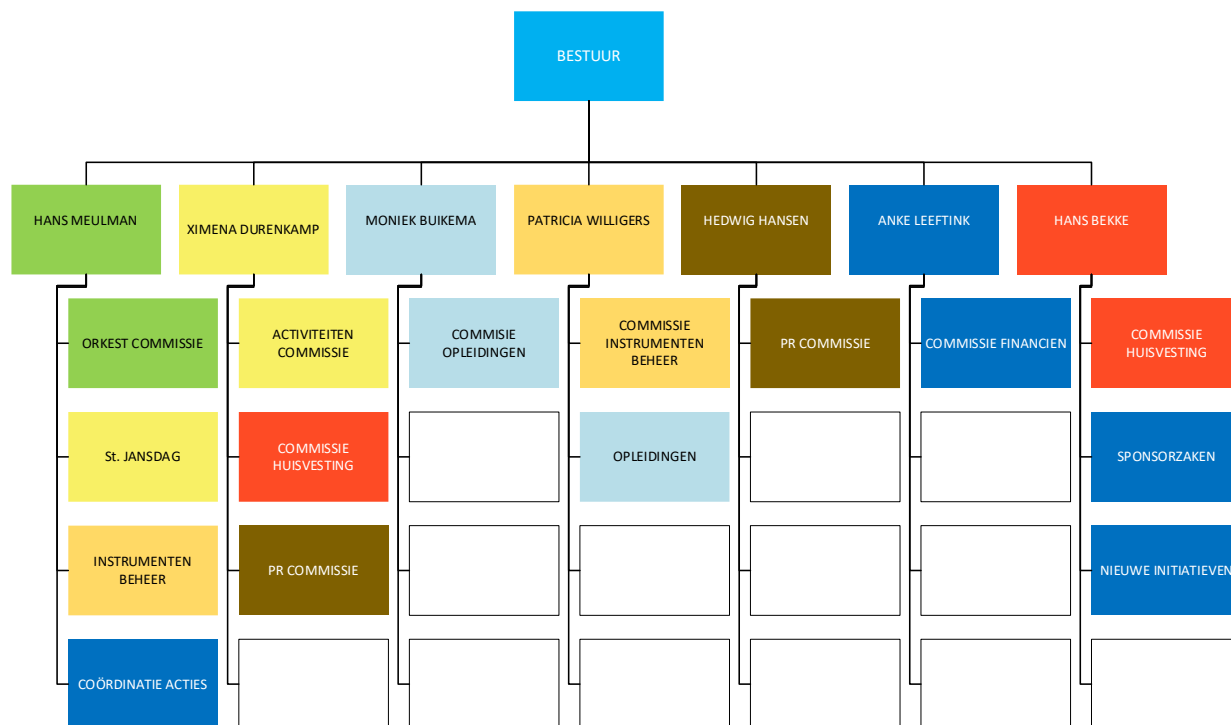 BESTUUR
HANS MEULMAN
XIMENA DURENKAMP
MONIEK BUIKEMA
PATRICIA WILLIGERS
HEDWIG HANSEN
ANKE LEEFTINK
HANS BEKKE
ORKEST COMMISSIE
ACTIVITEITEN
COMMISSIE
COMMISIE
OPLEIDINGEN
COMMISSIE
INSTRUMENTEN
BEHEER
PR COMMISSIE
COMMISSIE FINANCIEN
COMMISSIE
HUISVESTING
St. JANSDAG
COMMISSIE
HUISVESTING
OPLEIDINGEN
SPONSORZAKEN
INSTRUMENTEN
BEHEER
PR COMMISSIE
NIEUWE INITIATIEVEN
COÖRDINATIE ACTIES